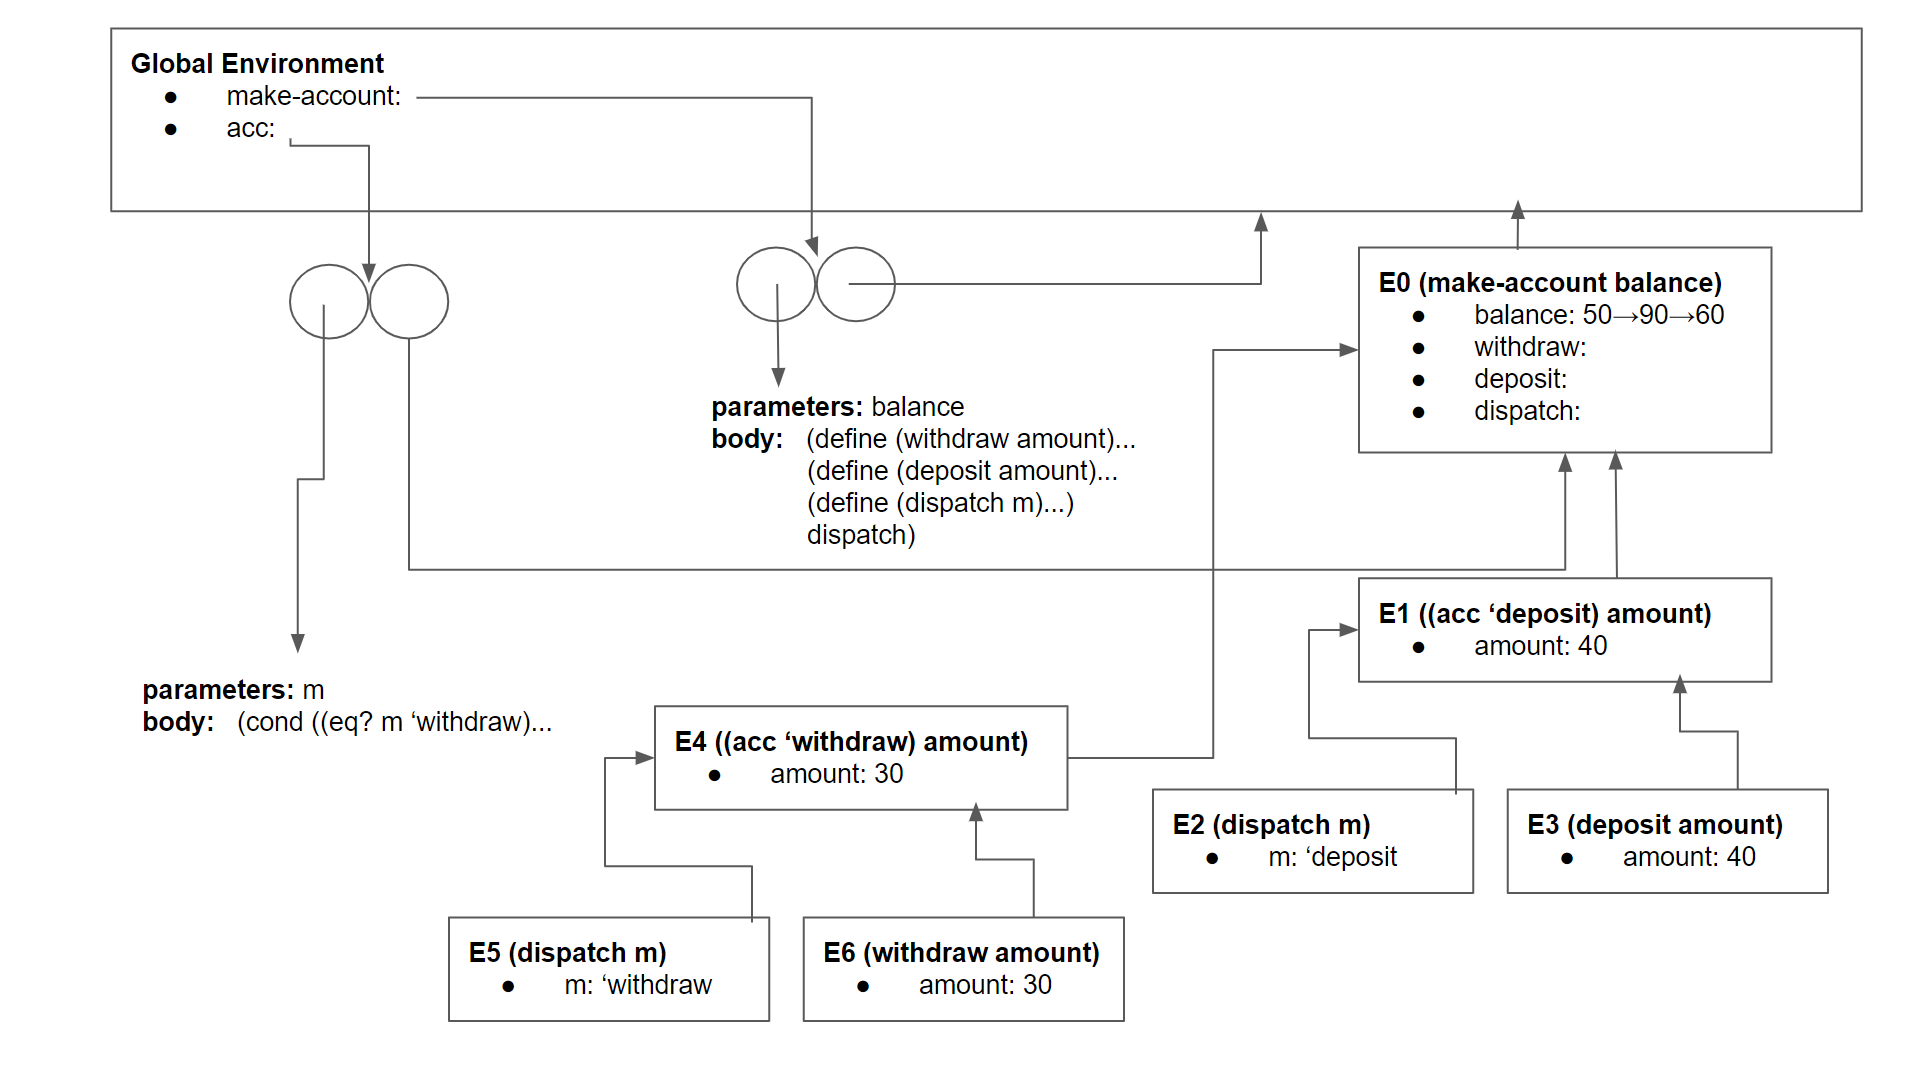 Global Environment
● make-account:
● acc:
E0 (make-account balance)
● balance: 50→90→60
● withdraw:
● deposit:
● dispatch:
parameters: balance
body: (define (withdraw amount)...
(define (deposit amount)...
(define (dispatch m)...)
dispatch)
E1 ((acc ‘deposit) amount)
● amount: 40
parameters: m
body: (cond ((eq? m ‘withdraw)...
E4 ((acc ‘withdraw) amount)
● amount: 30
E2 (dispatch m)
● m: ‘deposit
E3 (deposit amount)
● amount: 40
E5 (dispatch m)
● m: ‘withdraw
E6 (withdraw amount)
● amount: 30